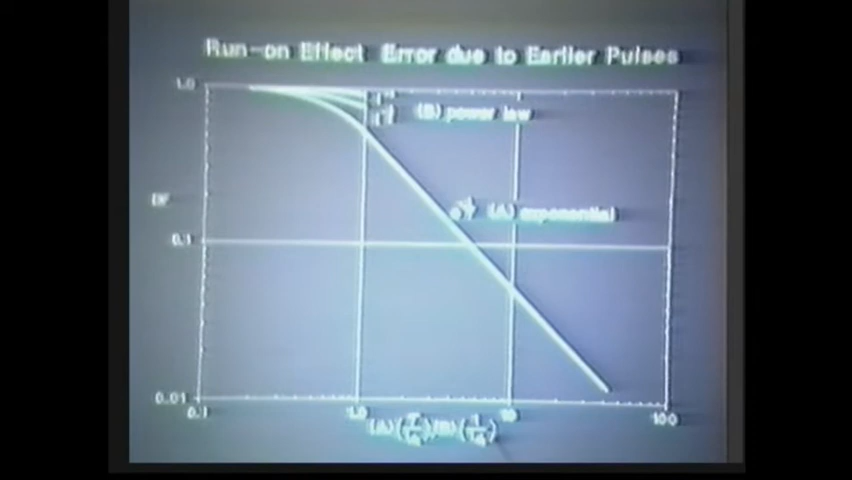 Run-on Effect Error due to Earlier Pulses
1.0
(B) power law
(A) exponential
0.1
0.01
0.1
1.0
10
100